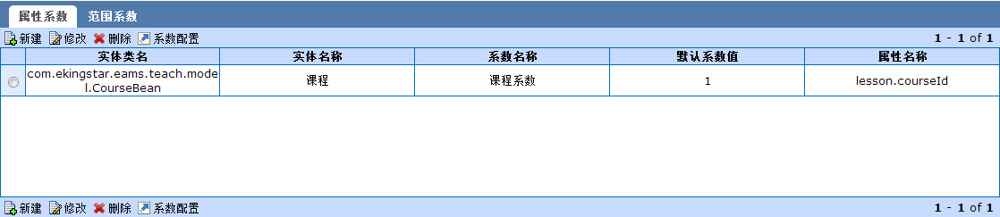 属性系数 范围系数
新建 修改 删除 系数配置 1 - 1 of 1
实体类名 实体名称 系数名称 默认系数值 属性名称
com.ekingstar.eams.teach.mode
l.CourseBean 课程 课程系数 1 lesson.courseId
新建 修改 删除 系数配置 1 - 1 of 1